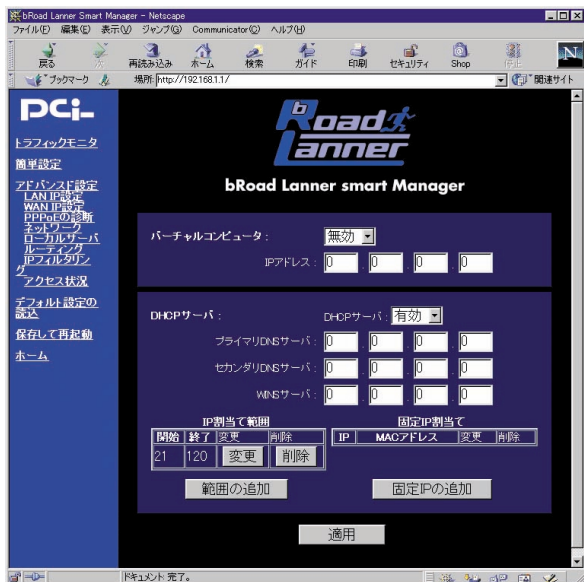 bRoad Lanner Smart Manager - Netscape
ファイル(F) 編集(E) 表示(V) ジャンプ(G) Communicator(C) ヘルプ(H)
戻る 再読み込み ホーム 検索 ガイド 印刷 セキュリティ Shop 停止
ブックマーク 場所: http://192.168.1.1/ 関連サイト
PCi
トラフィックモニタ
簡単設定
アドバンスド設定
LAN IP設定
WAN IP設定
PPPoEの診断
ネットワーク
ローカルサーバ
ルーティング
IPフィルタリン
グ
アクセス状況
デフォルト設定の
読込
保存して再起動
ホーム
bRoad
Lanner
bRoad Lanner smart Manager
バーチャルコンピュータ: 無効
IPアドレス: 0 . 0 . 0 . 0
DHCPサーバ: DHCPサーバ: 有効
プライマリDNSサーバ: 0 . 0 . 0 . 0
セカンダリDNSサーバ: 0 . 0 . 0 . 0
WINSサーバ: 0 . 0 . 0 . 0
IP割当て範囲
開始 終了 変更 削除
21 120 変更 削除
範囲の追加
固定IP割当て
IP MACアドレス 変更 削除
固定IPの追加
適用
ドキュメント 完了。